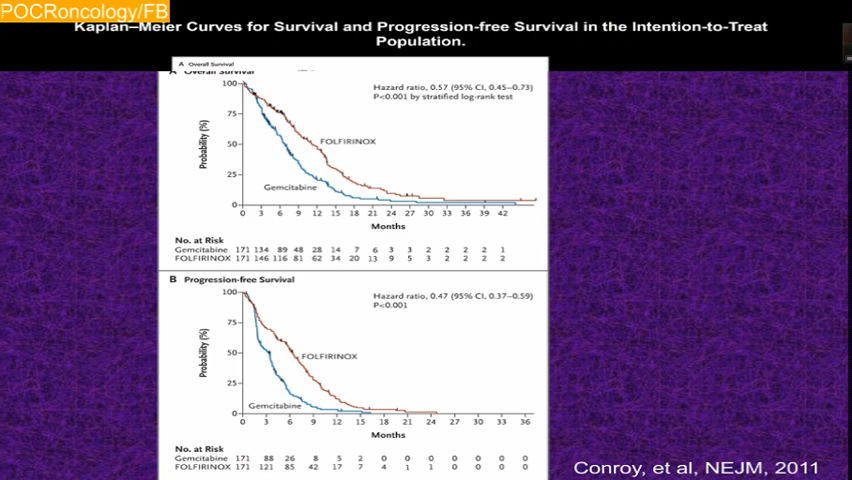 POCRoncology/FB
Kaplan–Meier Curves for Survival and Progression-free Survival in the Intention-to-Treat
Population.
A Overall Survival
A Overall Survival
Hazard ratio, 0.57 (95% CI, 0.45–0.73)
P<0.001 by stratified log-rank test
Probability (%)
100
75
50
25
0
FOLFIRINOX
Gemcitabine
0 3 6 9 12 15 18 21 24 27 30 33 36 39 42
Months
No. at Risk
Gemcitabine 171 134 89 48 28 14 7 6 3 3 2 2 2 2 1
FOLFIRINOX 171 146 116 81 62 34 20 13 9 5 3 2 2 2 2
B Progression-free Survival
Hazard ratio, 0.47 (95% CI, 0.37–0.59)
P<0.001
Probability (%)
100
75
50
25
0
FOLFIRINOX
Gemcitabine
0 3 6 9 12 15 18 21 24 27 30 33 36
Months
No. at Risk
Gemcitabine 171 88 26 8 5 2 0 0 0 0 0 0 0
FOLFIRINOX 171 121 85 42 17 7 4 1 1 0 0 0 0
Conroy, et al, NEJM, 2011